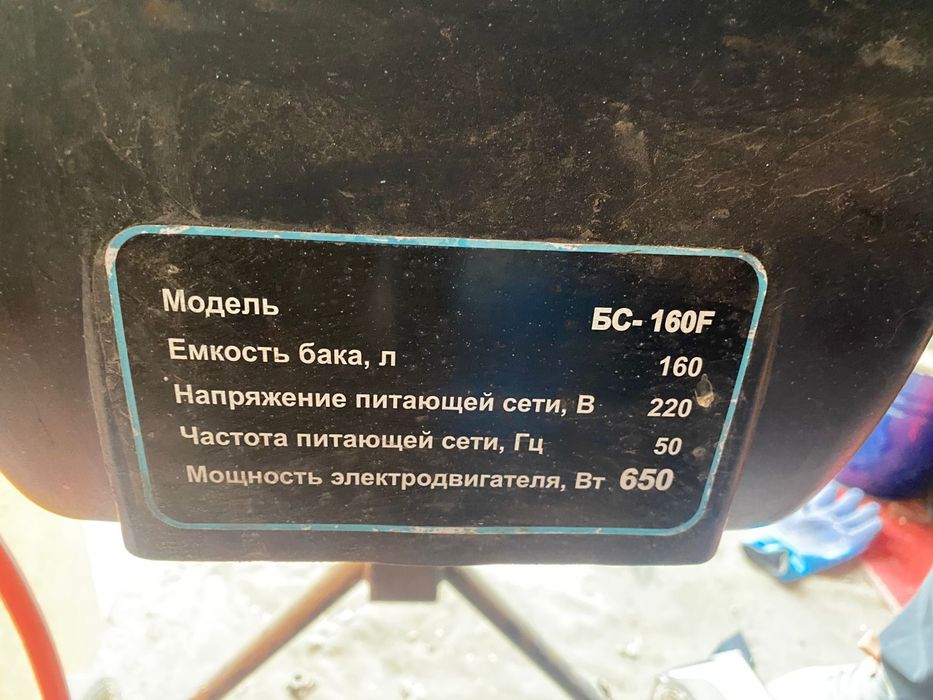 Модель БС-160F
Емкость бака, л 160
Напряжение питающей сети, В 220
Частота питающей сети, Гц 50
Мощность электродвигателя, Вт 650